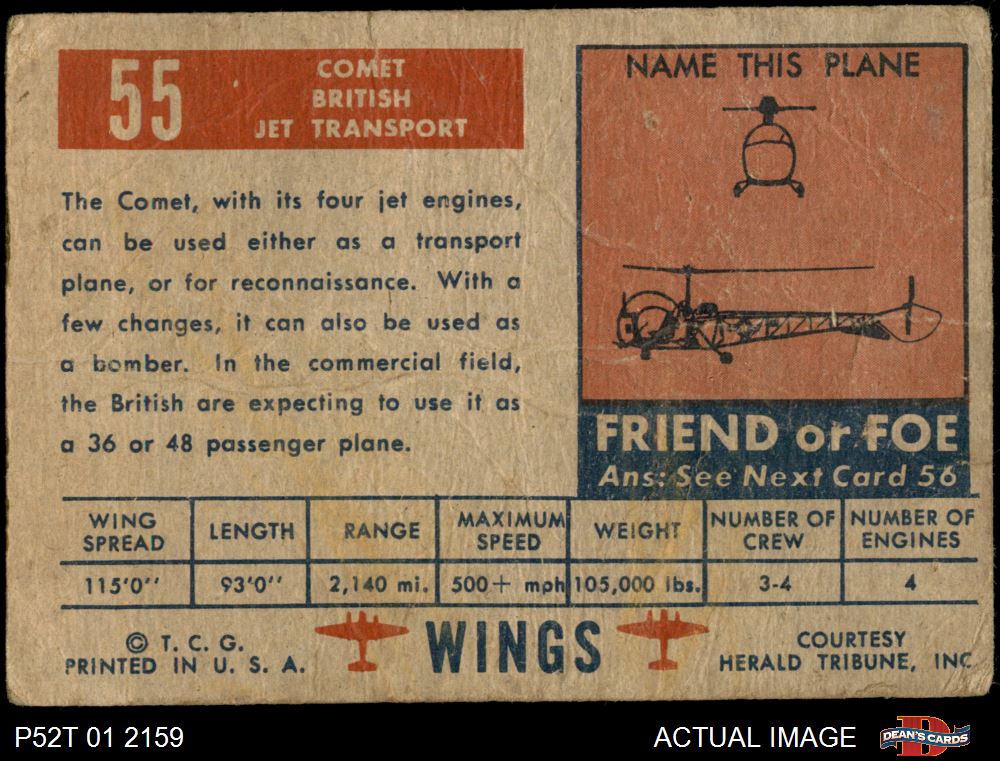 55
COMET
BRITISH
JET TRANSPORT
The Comet, with its four jet engines,
can be used either as a transport
plane, or for reconnaissance. With a
few changes, it can also be used as
a bomber. In the commercial field,
the British are expecting to use it as
a 36 or 48 passenger plane.
NAME THIS PLANE
FRIEND or FOE
Ans: See Next Card 56
WING SPREAD LENGTH RANGE MAXIMUM SPEED WEIGHT NUMBER OF CREW NUMBER OF ENGINES
115'0'' 93'0'' 2,140 mi. 500+ mph 105,000 lbs. 3-4 4
© T. C. G.
PRINTED IN U. S. A.
WINGS
COURTESY
HERALD TRIBUNE, INC
P52T 01 2159
ACTUAL IMAGE
D
DEAN'S CARDS